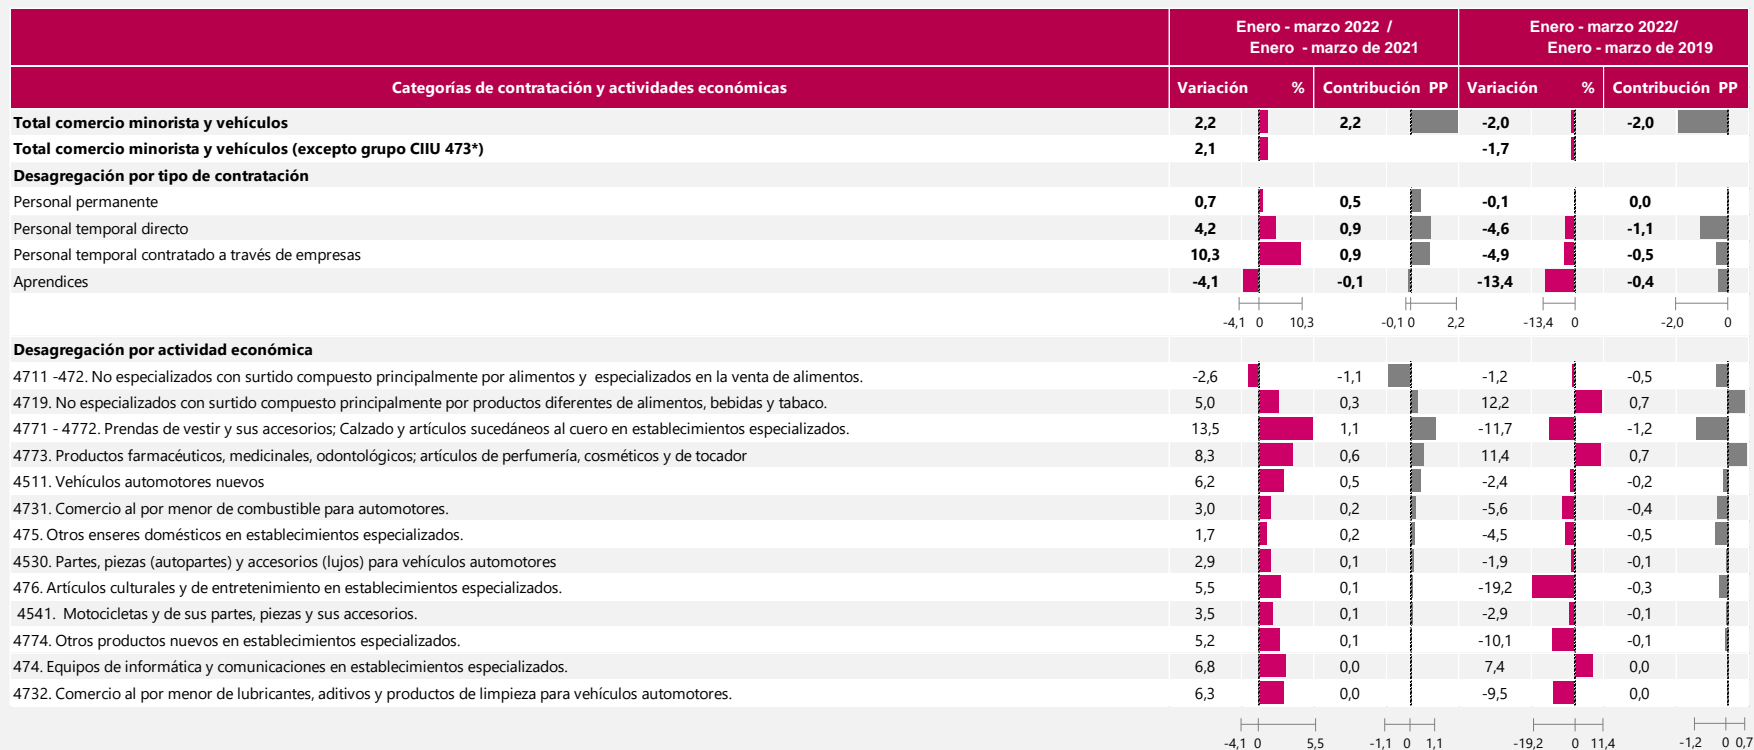 Enero - marzo 2022 / Enero - marzo 2022/
Enero - marzo de 2021 Enero - marzo de 2019
Categorías de contratación y actividades económicas Variación % Contribución PP Variación % Contribución PP
Total comercio minorista y vehículos 2,2 2,2 -2,0 -2,0
Total comercio minorista y vehículos (excepto grupo CIIU 473*) 2,1 -1,7
Desagregación por tipo de contratación
Personal permanente 0,7 0,5 -0,1 0,0
Personal temporal directo 4,2 0,9 -4,6 -1,1
Personal temporal contratado a través de empresas 10,3 0,9 -4,9 -0,5
Aprendices -4,1 -0,1 -13,4 -0,4
-4,1 0 10,3 -0,1 0 2,2 -13,4 0 -2,0 0
Desagregación por actividad económica
4711 -472. No especializados con surtido compuesto principalmente por alimentos y especializados en la venta de alimentos. -2,6 -1,1 -1,2 -0,5
4719. No especializados con surtido compuesto principalmente por productos diferentes de alimentos, bebidas y tabaco. 5,0 0,3 12,2 0,7
4771 - 4772. Prendas de vestir y sus accesorios; Calzado y artículos sucedáneos al cuero en establecimientos especializados. 13,5 1,1 -11,7 -1,2
4773. Productos farmacéuticos, medicinales, odontológicos; artículos de perfumería, cosméticos y de tocador 8,3 0,6 11,4 0,7
4511. Vehículos automotores nuevos 6,2 0,5 -2,4 -0,2
4731. Comercio al por menor de combustible para automotores. 3,0 0,2 -5,6 -0,4
475. Otros enseres domésticos en establecimientos especializados. 1,7 0,2 -4,5 -0,5
4530. Partes, piezas (autopartes) y accesorios (lujos) para vehículos automotores 2,9 0,1 -1,9 -0,1
476. Artículos culturales y de entretenimiento en establecimientos especializados. 5,5 0,1 -19,2 -0,3
4541. Motocicletas y de sus partes, piezas y sus accesorios. 3,5 0,1 -2,9 -0,1
4774. Otros productos nuevos en establecimientos especializados. 5,2 0,1 -10,1 -0,1
474. Equipos de informática y comunicaciones en establecimientos especializados. 6,8 0,0 7,4 0,0
4732. Comercio al por menor de lubricantes, aditivos y productos de limpieza para vehículos automotores. 6,3 0,0 -9,5 0,0
-4,1 0 5,5 -1,1 0 1,1 -19,2 0 11,4 -1,2 0 0,7